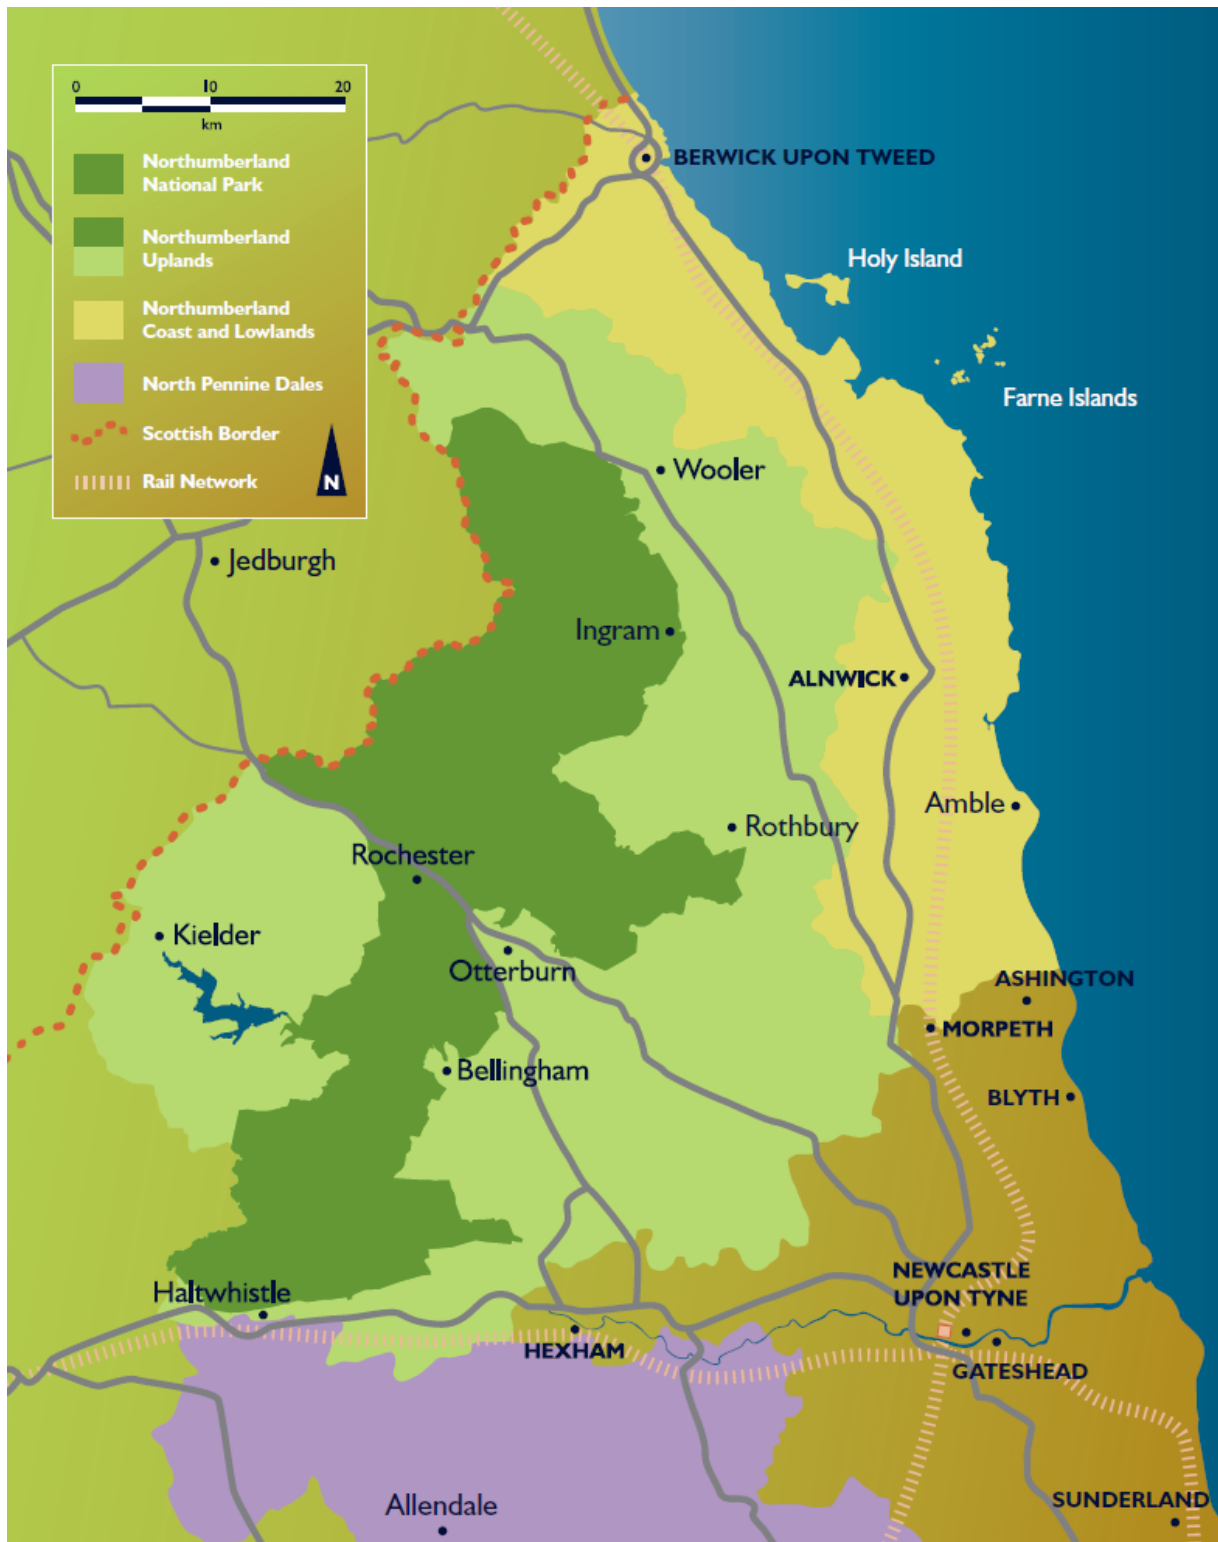 0 10 20
km
Northumberland
National Park
Northumberland
Uplands
Northumberland
Coast and Lowlands
North Pennine Dales
Scottish Border
Rail Network
N
BERWICK UPON TWEED
Holy Island
Farne Islands
Wooler
Jedburgh
Ingram
ALNWICK
Amble
Rothbury
Rochester
Kielder
Otterburn
ASHINGTON
MORPETH
Bellingham
BLYTH
NEWCASTLE
UPON TYNE
Haltwhistle
HEXHAM
GATESHEAD
Allendale
SUNDERLAND